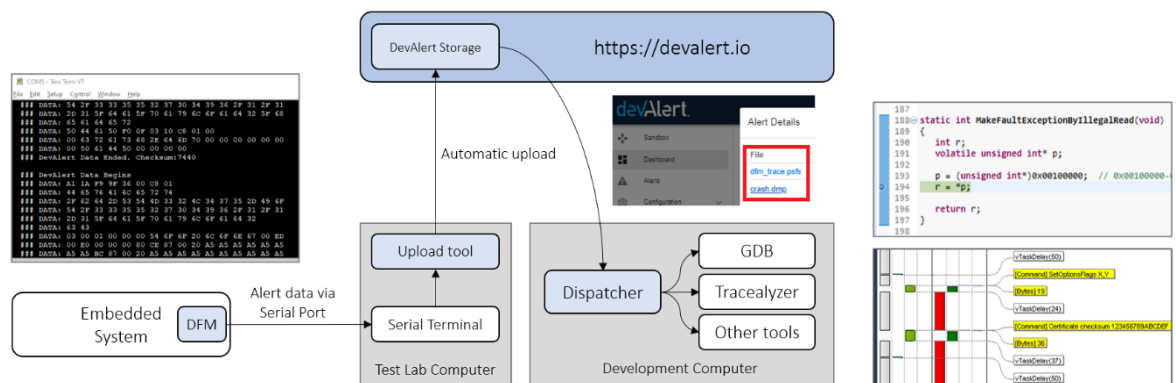 DevAlert Storage
https://devalert.io
COM5 - Tera Term VT
File Edit Setup Control Window Help
### DATA: 54 2F 33 33 35 35 32 37 30 34 39 36 2F 31 2F 31
### DATA: 2D 31 5F 64 61 5F 70 61 79 6C 6F 61 64 32 5F 68
### DATA: 65 61 64 65 72
### DATA: 50 44 61 50 F0 0F 03 10 C8 01 00
### DATA: 00 63 72 61 73 68 2E 64 6D 70 00 00 00 00 00 00
### DATA: 00 50 61 44 50 00 00 00 00
### DevAlert Data Ended. Checksum:7440
### DevAlert Data Begins
### DATA: A1 1A F9 9F 36 00 C8 01
### DATA: 44 65 76 41 6C 65 72 74
### DATA: 2F 62 64 2D 53 54 4D 33 32 4C 34 37 35 2D 49 6F
### DATA: 54 2F 33 33 35 35 32 37 30 34 39 36 2F 31 2F 31
### DATA: 2D 31 5F 64 61 5F 70 61 79 6C 6F 61 64 32
### DATA: 63 43
### DATA: 03 00 01 00 00 00 54 6F 6F 20 6C 6F 6E 67 00 ED
### DATA: 00 E0 00 00 00 80 CE 87 00 20 A5 A5 A5 A5 A5 A5
### DATA: A5 A5 BC 87 00 20 A5 A5 A5 A5 A5 A5 A5 A5 A5 A5
Automatic upload
devAlert.
Sandbox
Dashboard
Alerts
Configuration
Alert Details
File
dfm_trace.psfs
crash.dmp
187
188 static int MakeFaultExceptionByIllegalRead(void)
189 {
190 int r;
191 volatile unsigned int* p;
192
193 p = (unsigned int*)0x00100000; // 0x00100000-
194 r = *p;
195
196 return r;
197 }
198
Upload tool
Serial Terminal
Test Lab Computer
Embedded
System
DFM
Alert data via
Serial Port
Dispatcher
GDB
Tracealyzer
Other tools
Development Computer
vTaskDelay(50)
[Command] SetOptionsFlags X,Y
[Bytes] 19
vTaskDelay(24)
[Command] Certificate checksum 123456789ABCDEF
[Bytes] 36
vTaskDelay(37)
vTaskDelay(50)